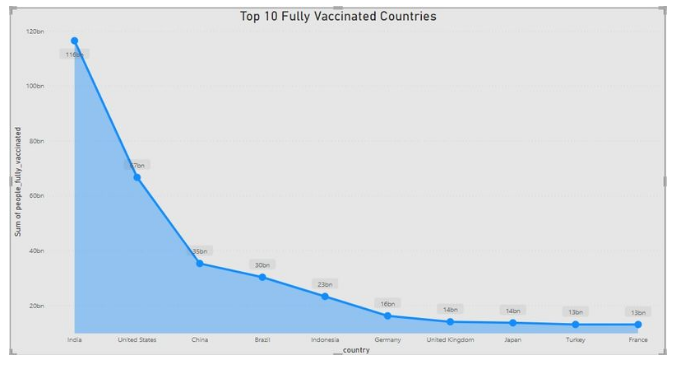 Top 10 Fully Vaccinated Countries
120bn
100bn
80bn
60bn
40bn
20bn
Sum of people_fully_vaccinated
116bn
67bn
35bn
30bn
23bn
16bn
14bn
14bn
13bn
13bn
India
United States
China
Brazil
Indonesia
Germany
United Kingdom
Japan
Turkey
France
country